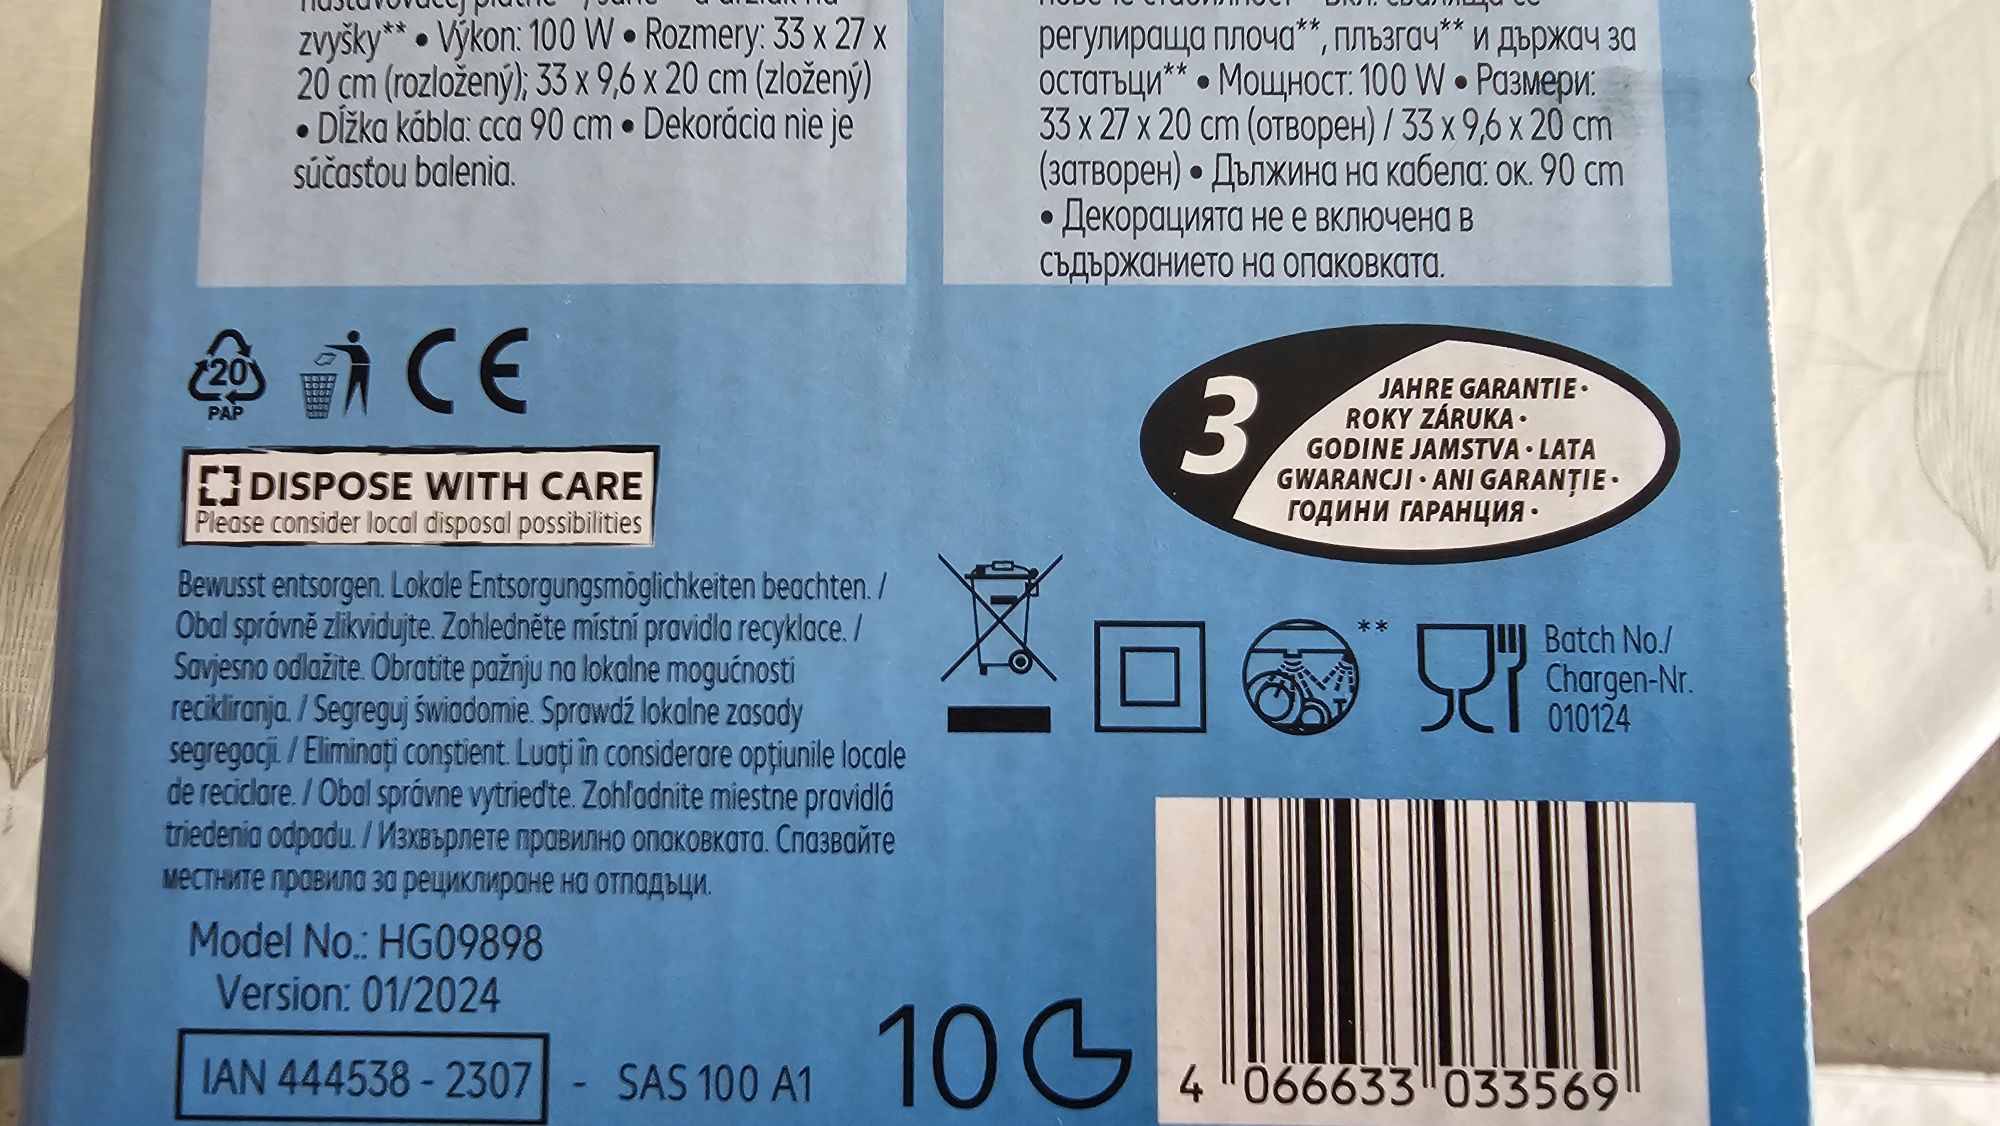 zvyšky** • Výkon: 100 W • Rozmery: 33 x 27 x
20 cm (rozložený); 33 x 9,6 x 20 cm (zložený)
• Dĺžka kábla: cca 90 cm • Dekorácia nie je
súčasťou balenia.
регулираща плоча**, плъзгач** и държач за
остатъци** • Мощност: 100 W • Размери:
33 x 27 x 20 cm (отворен) / 33 x 9,6 x 20 cm
(затворен) • Дължина на кабела: ок. 90 cm
• Декорацията не е включена в
съдържанието на опаковката.
20
PAP
CE
3
JAHRE GARANTIE •
ROKY ZÁRUKA •
GODINE JAMSTVA • LATA
GWARANCJI • ANI GARANȚIE •
ГОДИНИ ГАРАНЦИЯ •
DISPOSE WITH CARE
Please consider local disposal possibilities
Bewusst entsorgen. Lokale Entsorgungsmöglichkeiten beachten. /
Obal správně zlikvidujte. Zohledněte místní pravidla recyklace. /
Savjesno odlažite. Obratite pažnju na lokalne mogućnosti
recikliranja. / Segreguj świadomie. Sprawdź lokalne zasady
segregacji. / Eliminați conștient. Luați în considerare opțiunile locale
de reciclare. / Obal správne vytrieďte. Zohľadnite miestne pravidlá
triedenia odpadu. / Изхвърлете правилно опаковката. Спазвайте
местните правила за рециклиране на отпадъци.
**
Batch No./
Chargen-Nr.
010124
Model No.: HG09898
Version: 01/2024
IAN 444538 - 2307 - SAS 100 A1
10
4 066633 033569